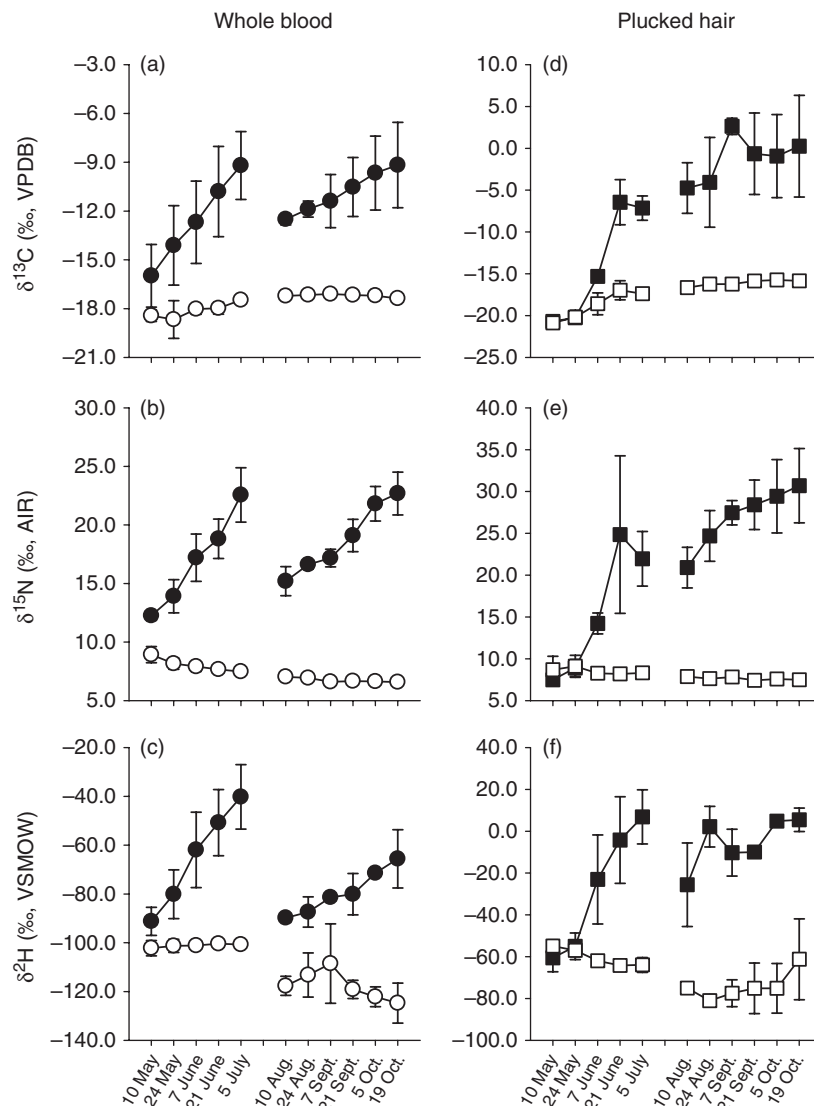 Whole blood
Plucked hair
(a)
−3.0
−6.0
−9.0
−12.0
−15.0
−18.0
−21.0
δ13C (‰, VPDB)
(d)
10.0
5.0
0.0
−5.0
−10.0
−15.0
−20.0
−25.0
(b)
30.0
25.0
20.0
15.0
10.0
5.0
δ15N (‰, AIR)
(e)
40.0
35.0
30.0
25.0
20.0
15.0
10.0
5.0
(c)
−20.0
−40.0
−60.0
−80.0
−100.0
−120.0
−140.0
δ2H (‰, VSMOW)
(f)
40.0
20.0
0.0
−20.0
−40.0
−60.0
−80.0
−100.0
10 May
24 May
7 June
21 June
5 July
10 Aug.
24 Aug.
7 Sept.
21 Sept.
5 Oct.
19 Oct.
10 May
24 May
7 June
21 June
5 July
10 Aug.
24 Aug.
7 Sept.
21 Sept.
5 Oct.
19 Oct.